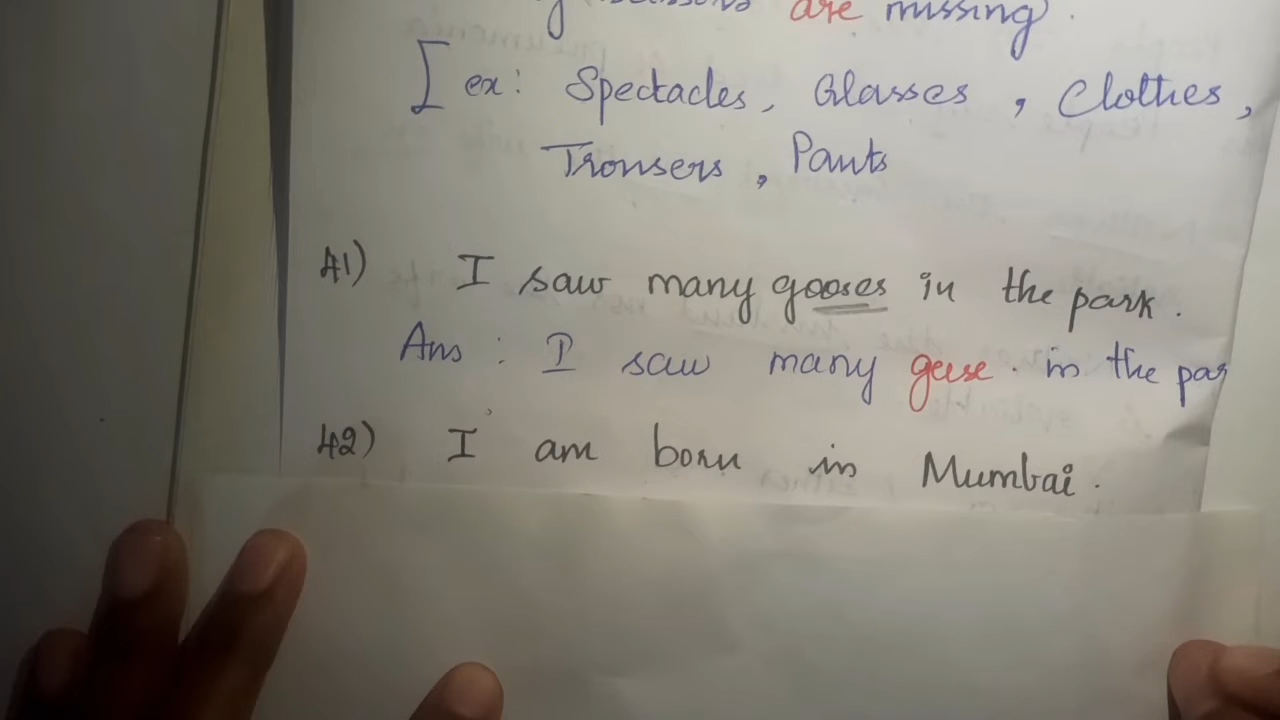 are missing.
[ ex: Spectacles, Glasses, Clothes,
Trousers, Pants
41) I saw many gooses in the park.
Ans: I saw many geese. in the par
42) I am born in Mumbai.